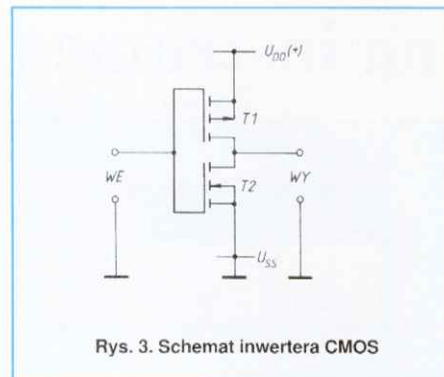 U_DD(+)
T1
WE
WY
T2
U_SS
Rys. 3. Schemat inwertera CMOS